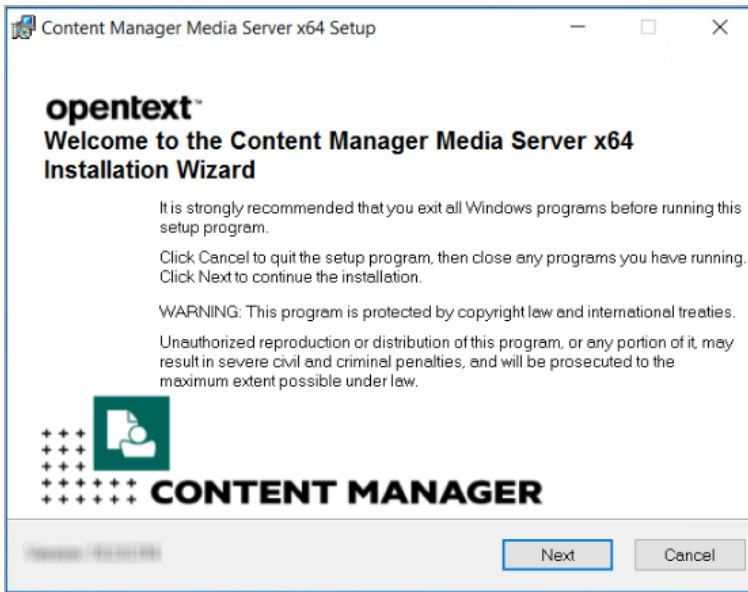 Content Manager Media Server x64 Setup
opentext™
Welcome to the Content Manager Media Server x64
Installation Wizard
It is strongly recommended that you exit all Windows programs before running this
setup program.
Click Cancel to quit the setup program, then close any programs you have running.
Click Next to continue the installation.
WARNING: This program is protected by copyright law and international treaties.
Unauthorized reproduction or distribution of this program, or any portion of it, may
result in severe civil and criminal penalties, and will be prosecuted to the
maximum extent possible under law.
CONTENT MANAGER
Next
Cancel